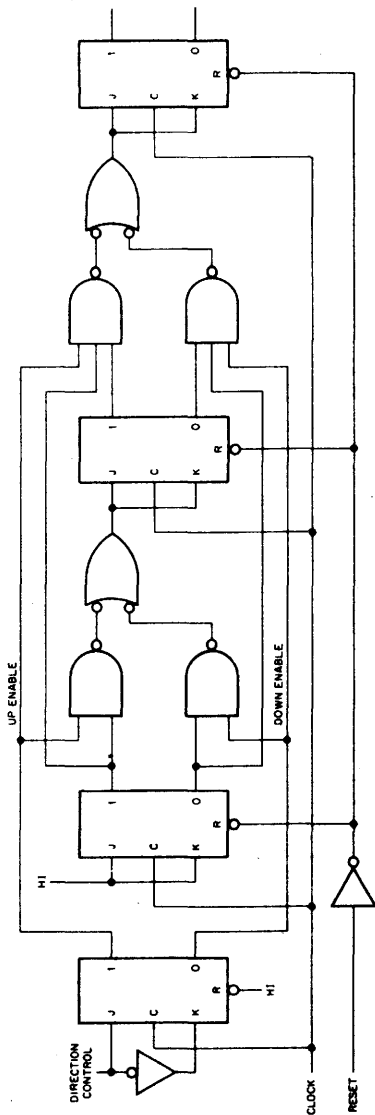 UP ENABLE
DIRECTION
CONTROL
HI
J
1
C
K
0
R
HI
J
1
C
K
0
R
J
1
C
K
0
R
J
1
C
K
0
R
DOWN ENABLE
CLOCK
RESET